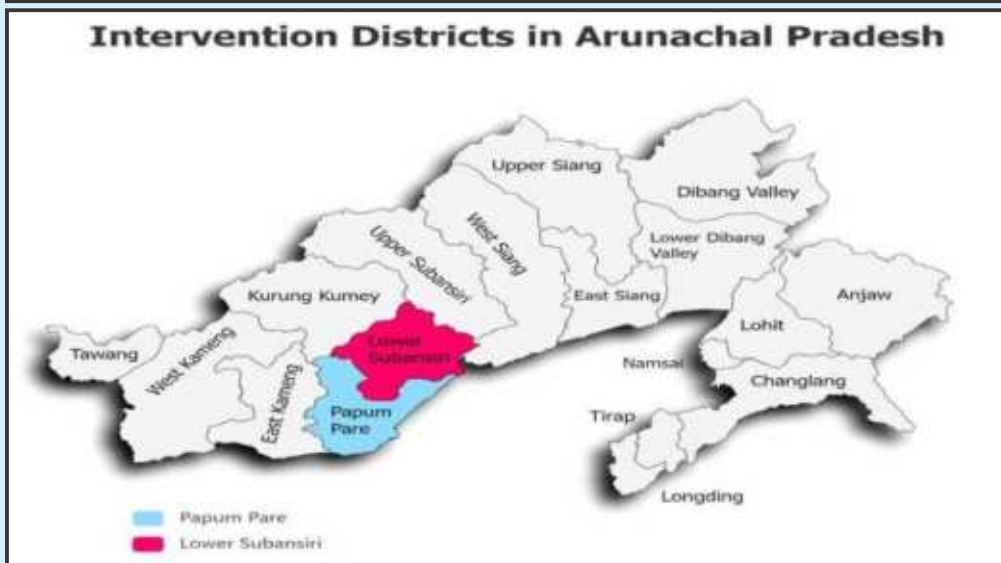 Intervention Districts in Arunachal Pradesh
Upper Siang
Dibang Valley
West Siang
Upper Subansiri
Lower Dibang
Valley
Kurung Kumey
East Siang
Anjaw
Lohit
Lower
Subansiri
Tawang
West Kameng
Namsai
Changlang
East Kameng
Papum
Pare
Tirap
Longding
Papum Pare
Lower Subansiri